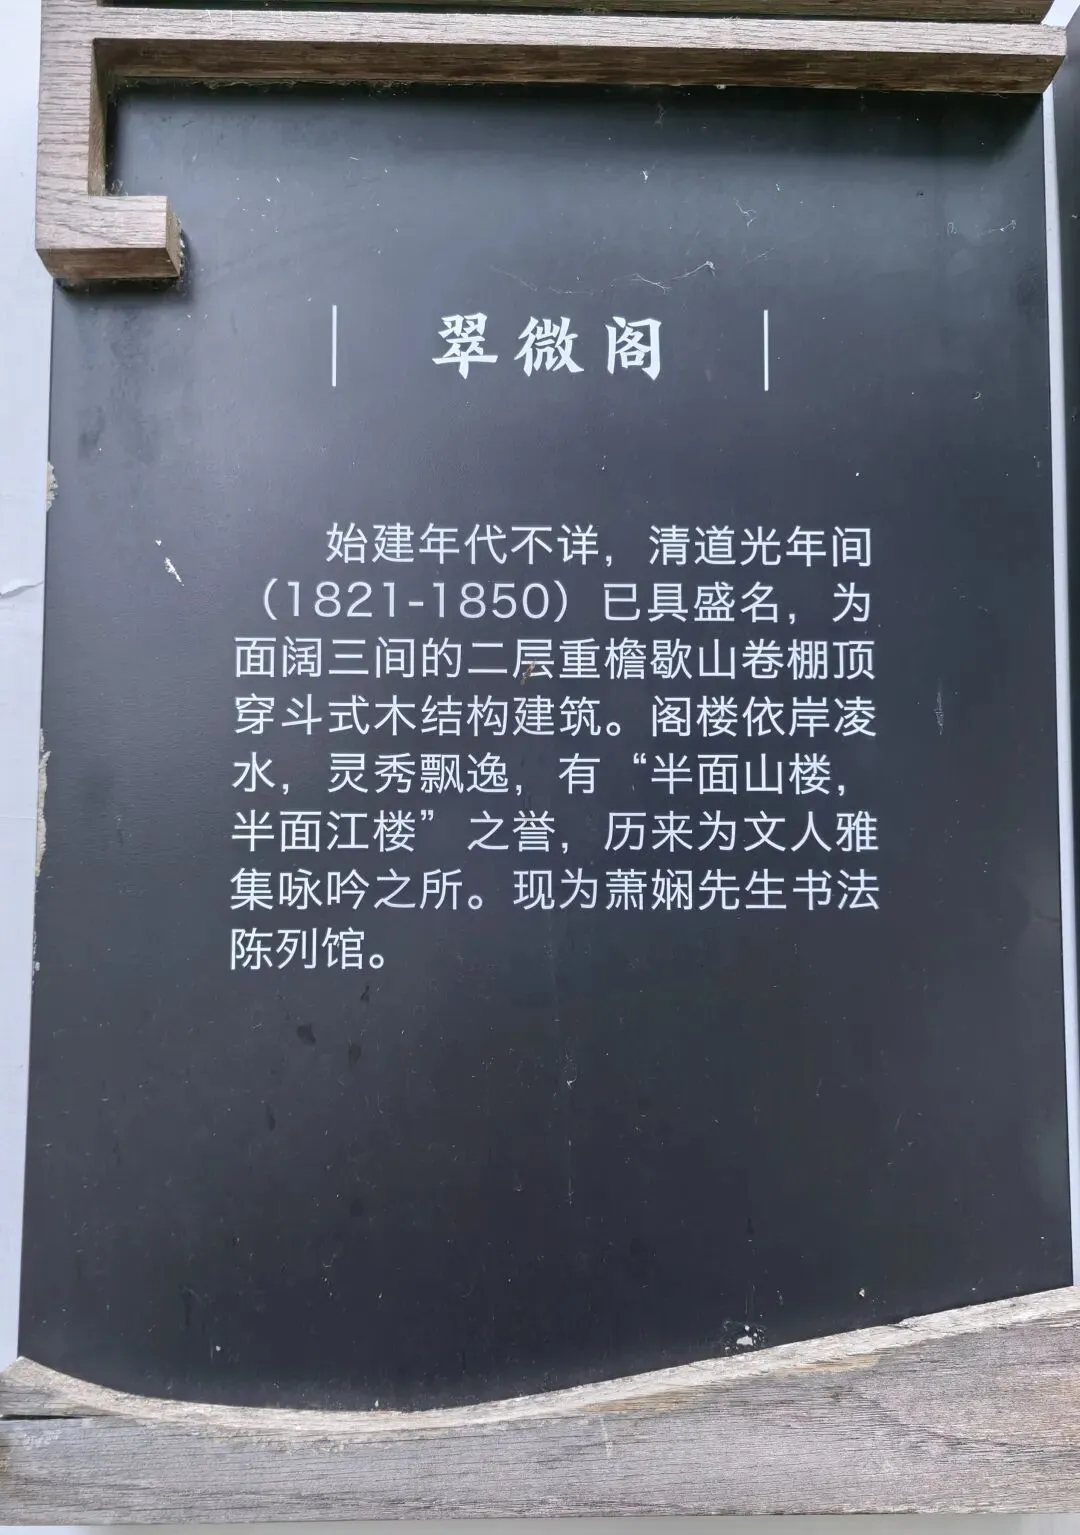 翠微阁
始建年代不详，清道光年间
（1821-1850）已具盛名，为
面阔三间的二层重檐歇山卷棚顶
穿斗式木结构建筑。阁楼依岸凌
水，灵秀飘逸，有“半面山楼，
半面江楼”之誉，历来为文人雅
集咏吟之所。现为萧娴先生书法
陈列馆。